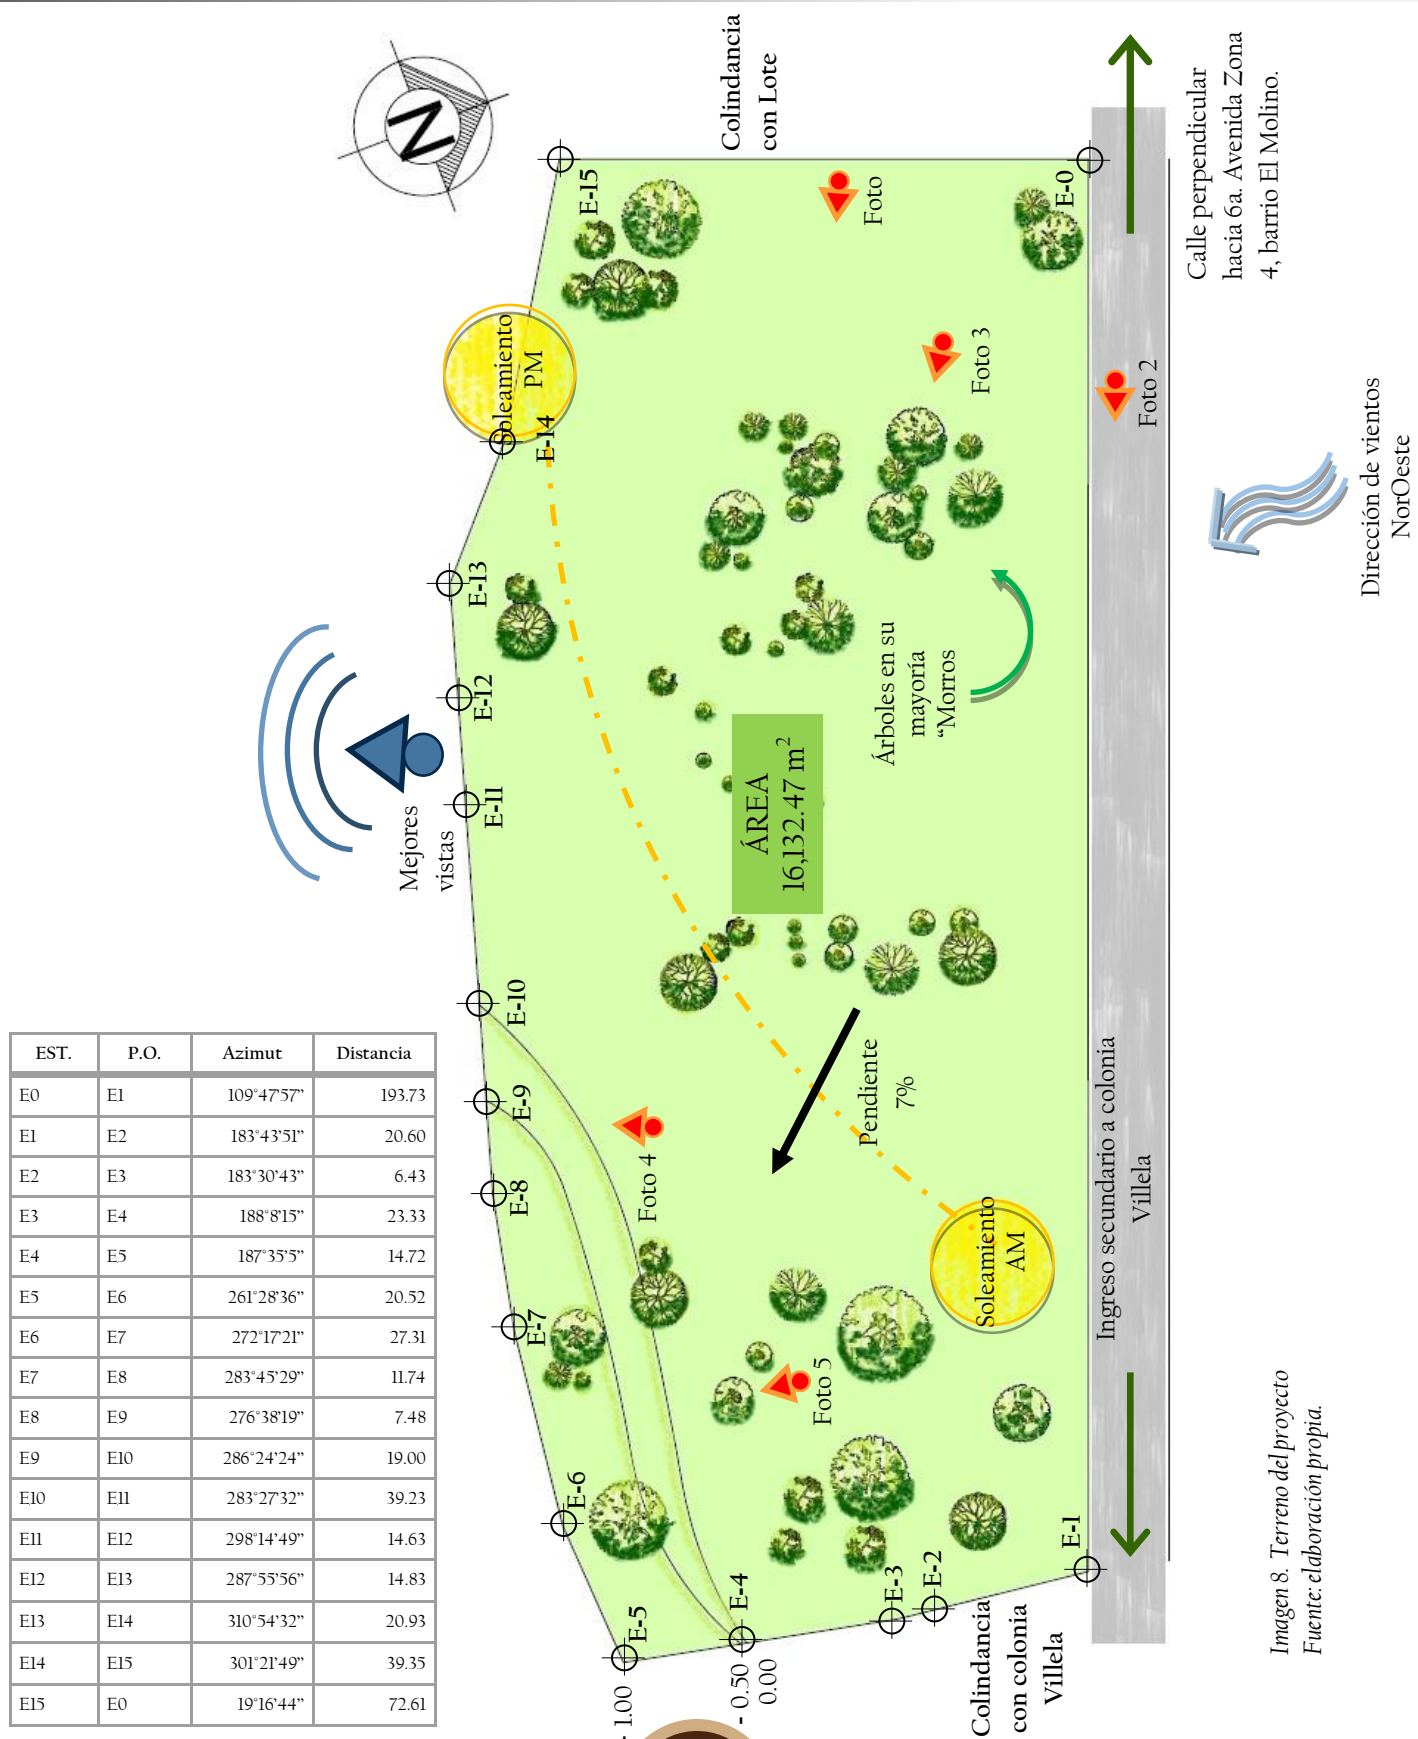 N
Colindancia
con Lote
Calle perpendicular
hacia 6a. Avenida Zona
4, barrio El Molino.
E-15
E-0
Foto
Foto 3
Foto 2
Soleamiento
PM
E-14
E-13
E-12
E-11
Mejores
vistas
Árboles en su
mayoría
“Morros
Dirección de vientos
NorOeste
ÁREA
16,132.47 m²
E-10
E-9
E-8
E-7
E-6
E-5
E-4
E-3
E-2
E-1
Foto 4
Pendiente
7%
Soleamiento
AM
Foto 5
Ingreso secundario a colonia
Villela
- 1.00
- 0.50
0.00
Colindancia
con colonia
Villela
Imagen 8. Terreno del proyecto
Fuente: elaboración propia.
EST. P.O. Azimut Distancia
E0 E1 109°47’57” 193.73
E1 E2 183°43’51” 20.60
E2 E3 183°30’43” 6.43
E3 E4 188°8’15” 23.33
E4 E5 187°35’5” 14.72
E5 E6 261°28’36” 20.52
E6 E7 272°17’21” 27.31
E7 E8 283°45’29” 11.74
E8 E9 276°38’19” 7.48
E9 E10 286°24’24” 19.00
E10 E11 283°27’32” 39.23
E11 E12 298°14’49” 14.63
E12 E13 287°55’56” 14.83
E13 E14 310°54’32” 20.93
E14 E15 301°21’49” 39.35
E15 E0 19°16’44” 72.61